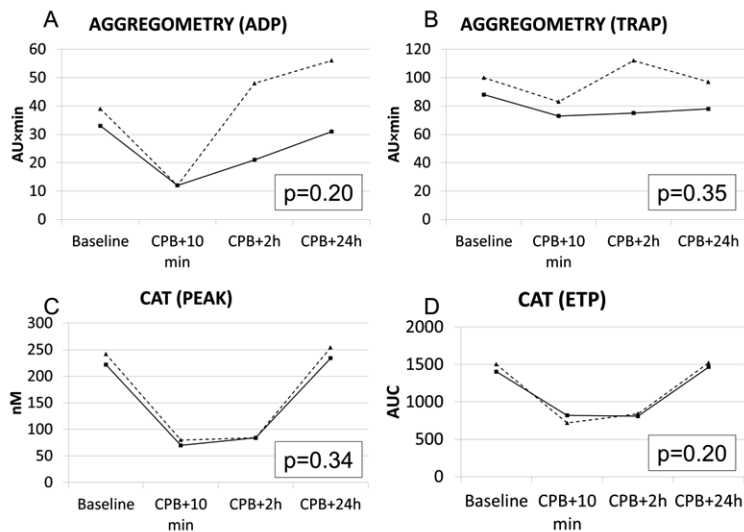 A
AGGREGOMETRY (ADP)
60
50
40
30
20
10
0
AU×min
Baseline CPB+10 min CPB+2h CPB+24h
p=0.20
B
AGGREGOMETRY (TRAP)
120
100
80
60
40
20
0
AU×min
Baseline CPB+10 min CPB+2h CPB+24h
p=0.35
C
CAT (PEAK)
300
250
200
150
100
50
0
nM
Baseline CPB+10 min CPB+2h CPB+24h
p=0.34
D
CAT (ETP)
2000
1500
1000
500
0
AUC
Baseline CPB+10 min CPB+2h CPB+24h
p=0.20